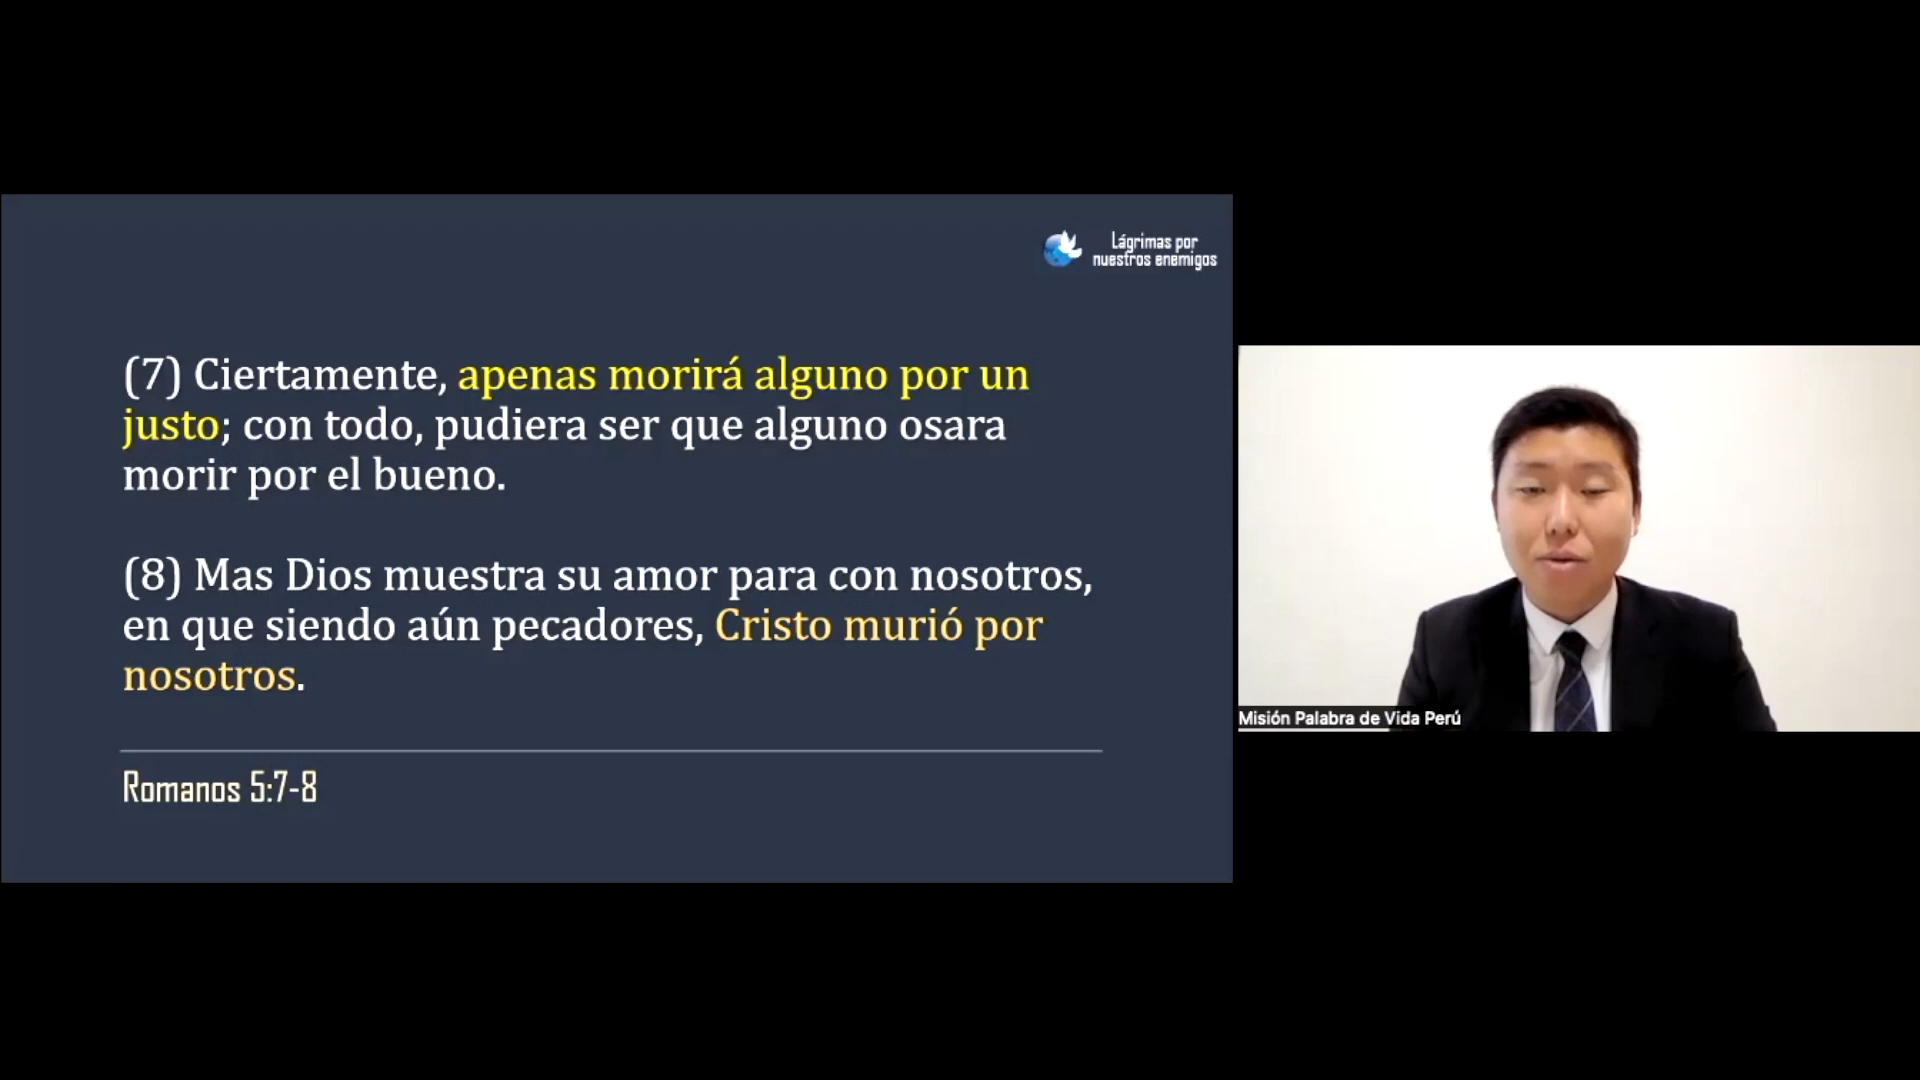 Lágrimas por
nuestros enemigos
(7) Ciertamente, apenas morirá alguno por un
justo; con todo, pudiera ser que alguno osara
morir por el bueno.
(8) Mas Dios muestra su amor para con nosotros,
en que siendo aún pecadores, Cristo murió por
nosotros.
Romanos 5:7-8
Misión Palabra de Vida Perú